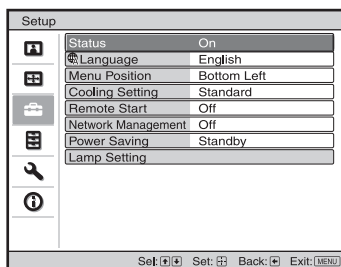 Setup
Status On
Language English
Menu Position Bottom Left
Cooling Setting Standard
Remote Start Off
Network Management Off
Power Saving Standby
Lamp Setting
Sel: Set: Back: Exit: MENU